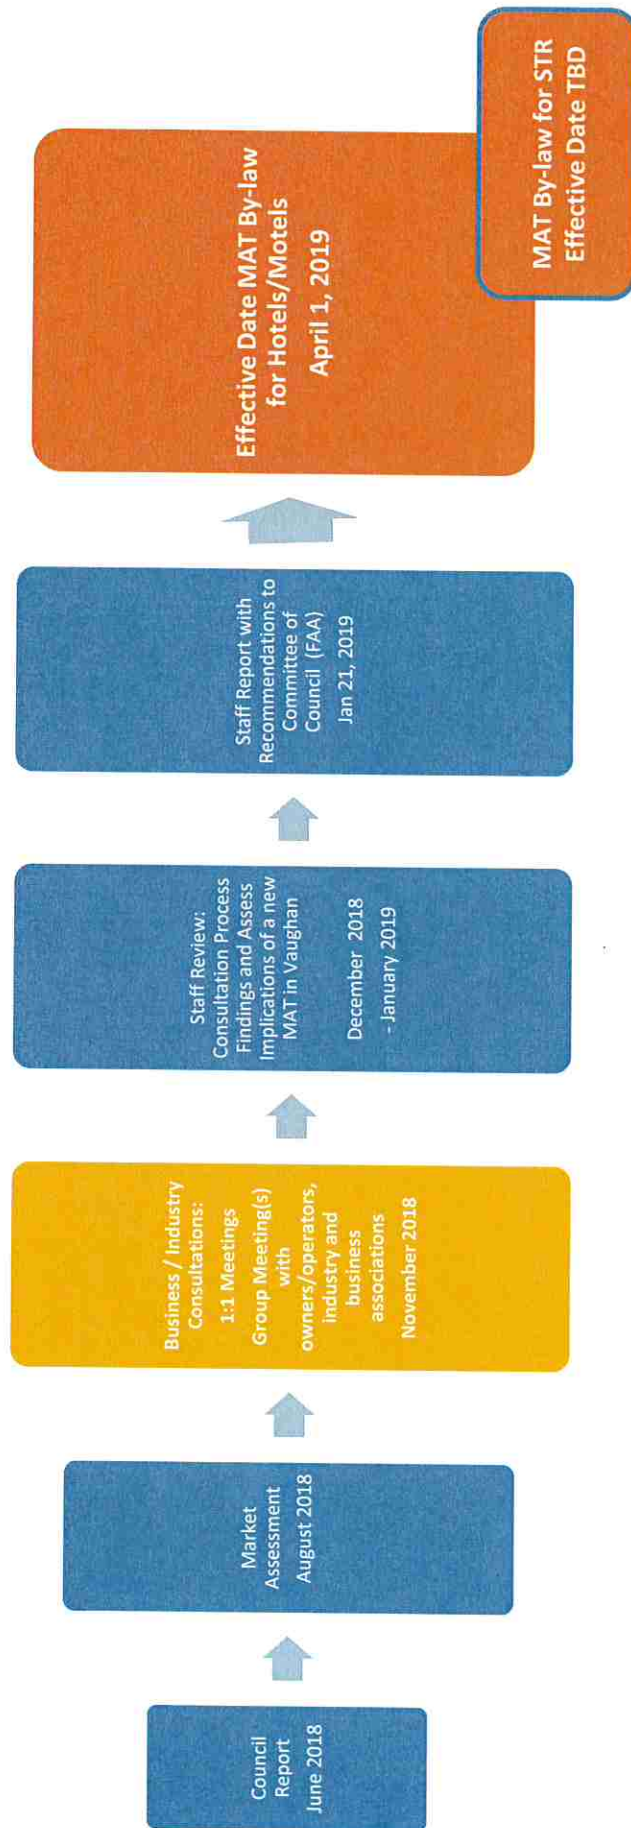 Council
Report
June 2018
Market
Assessment
August 2018
Business / Industry
Consultations:
1:1 Meetings
Group Meeting(s)
with
owners/operators,
industry and
business
associations
November 2018
Staff Review:
Consultation Process
Findings and Assess
Implications of a new
MAT in Vaughan
December 2018
- January 2019
Staff Report with
Recommendations to
Committee of
Council (FAA)
Jan 21, 2019
Effective Date MAT By-law
for Hotels/Motels
April 1, 2019
MAT By-law for STR
Effective Date TBD